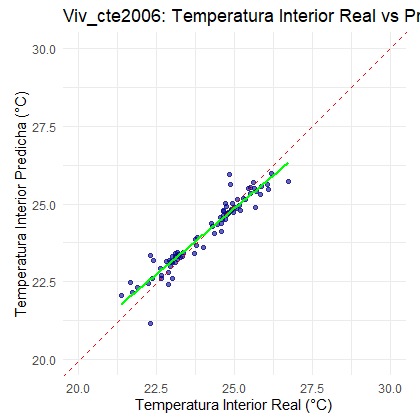 Viv_cte2006: Temperatura Interior Real vs Pr
30.0
27.5
25.0
22.5
20.0
Temperatura Interior Predicha (°C)
20.0 22.5 25.0 27.5 30.0
Temperatura Interior Real (°C)